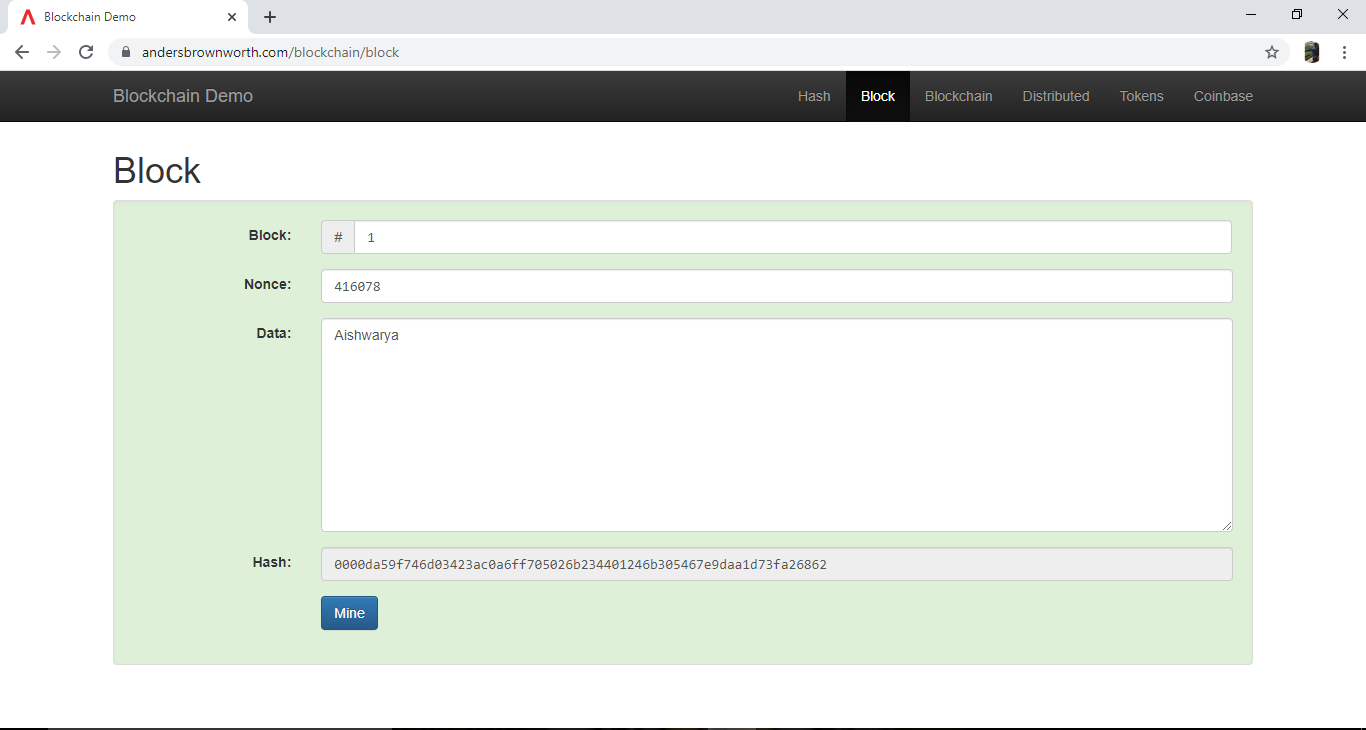 Blockchain Demo
andersbrownworth.com/blockchain/block
Blockchain Demo Hash Block Blockchain Distributed Tokens Coinbase
Block
Block: # 1
Nonce: 416078
Data: Aishwarya
Hash: 0000da59f746d03423ac0a6ff705026b234401246b305467e9daa1d73fa26862
Mine